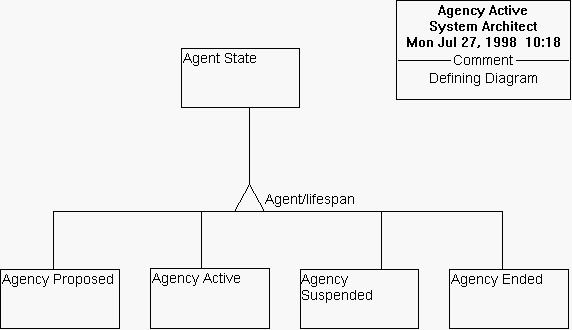 Agency Active
System Architect
Mon Jul 27, 1998 10:18
Comment
Defining Diagram
Agent State
Agent/lifespan
Agency Proposed
Agency Active
Agency
Suspended
Agency Ended